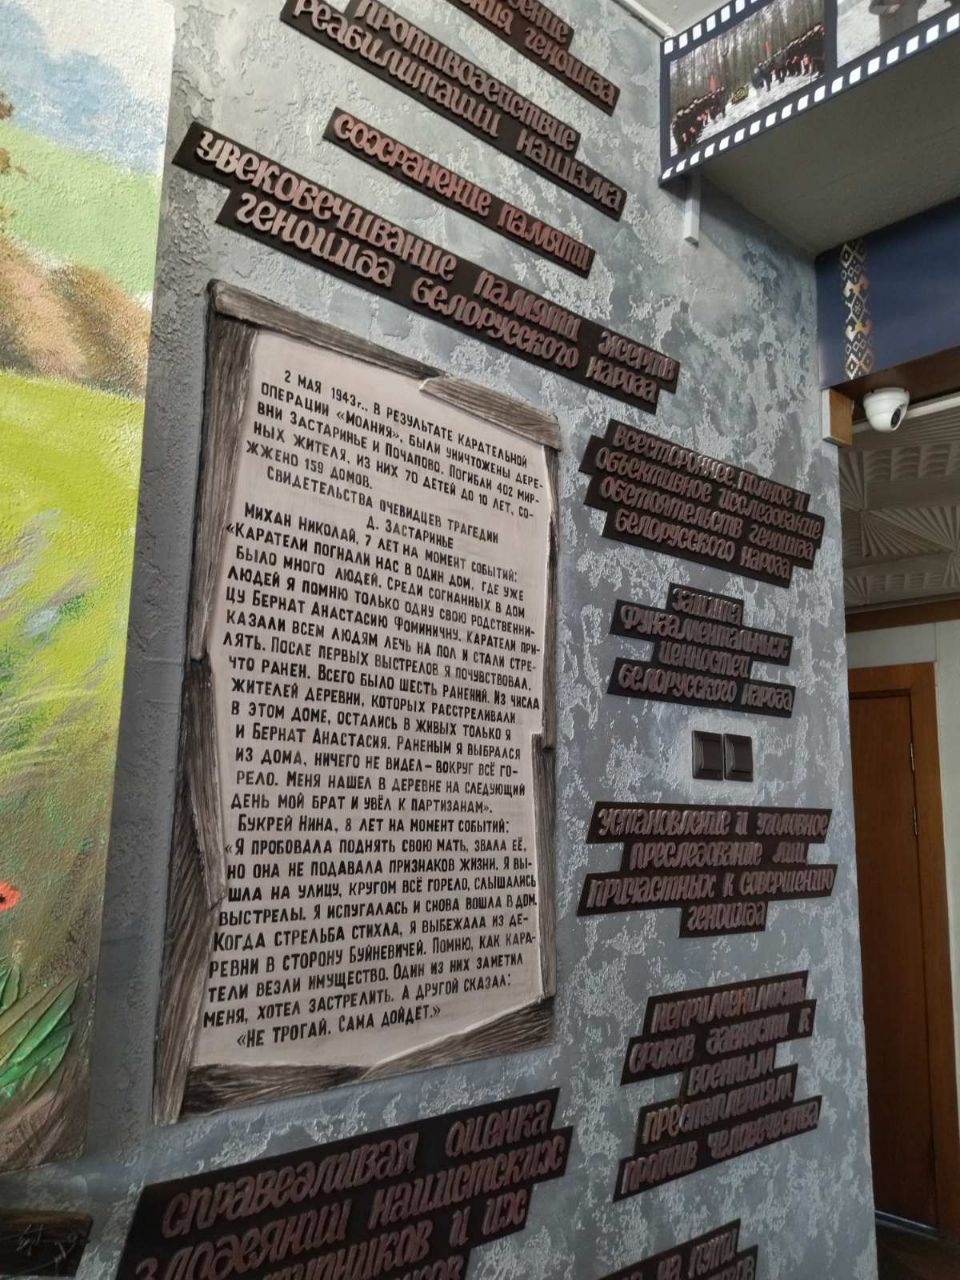 ния геноцида
противодействие
реабилитации нацизма
сохранение памяти
увековечивание памяти жертв
геноцида белорусского народа
2 мая 1943г., в результате карательной
операции «Молния», были уничтожены дере-
вни Застаринье и Почапово. Погибли 402 мир-
ных жителя, из них 70 детей до 10 лет, со-
жжено 159 домов.
Свидетельства очевидцев трагедии
д. Застаринье
Михан Николай, 7 лет на момент событий:
«Каратели погнали нас в один дом, где уже
было много людей. Среди согнанных в дом
людей я помню только одну свою родственни-
цу Бернат Анастасию Фоминичну. Каратели при-
казали всем людям лечь на пол и стали стре-
лять. После первых выстрелов я почувствовал,
что ранен. Всего было шесть ранений. Из числа
жителей деревни, которых расстреливали
в этом доме, остались в живых только я
и Бернат Анастасия. Раненым я выбрался
из дома, ничего не видел – вокруг всё го-
рело. Меня нашел в деревне на следующий
день мой брат и увёл к партизанам».
Букрей Нина, 8 лет на момент событий:
«Я пробовала поднять свою мать, звала её,
но она не подавала признаков жизни. Я вы-
шла на улицу, кругом всё горело, слышались
выстрелы. Я испугалась и снова вошла в дом.
Когда стрельба стихла, я выбежала из де-
ревни в сторону Буйневичей. Помню, как кара-
тели везли имущество. Один из них заметил
меня, хотел застрелить. А другой сказал:
«Не трогай. Сама дойдет.»
всестороннее, полное и
объективное исследование
обстоятельств геноцида
белорусского народа
защита
фундаментальных
ценностей
белорусского народа
установление и уголовное
преследование лиц,
причастных к совершению
геноцида
неприменимость
сроков давности к
военным
преступлениям
против человечества
справедливая оценка
злодеяний нацистских
и их
на пути